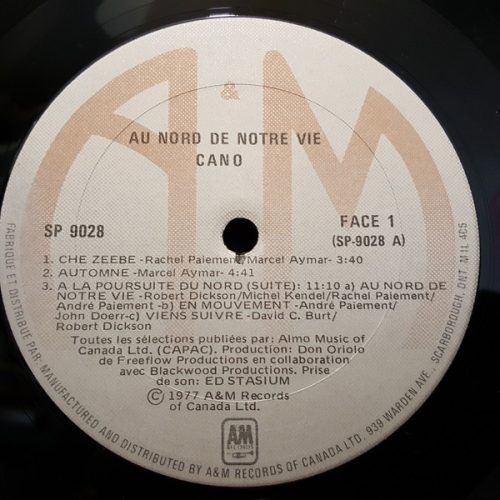 &
AU NORD DE NOTRE VIE
CANO
SP 9028
FACE 1
(SP-9028 A)
1. CHE ZEEBE-Rachel Paiement/Marcel Aymar-3:40
2. AUTOMNE-Marcel Aymar-4:41
3. A LA POURSUITE DU NORD (SUITE): 11:10 a) AU NORD DE
NOTRE VIE - Robert Dickson/Michel Kendel/Rachel Paiement/
André Paiement-b) EN MOUVEMENT -André Paiement/
John Doerr-c) VIENS SUIVRE-David C. Burt/
Robert Dickson
Toutes les sélections publiées par: Almo Music of
Canada Ltd. (CAPAC). Production: Don Oriolo
de Freeflow Productions en collaboration
avec Blackwood Productions. Prise
de son: ED STASIUM
Ⓒ 1977 A&M Records
of Canada Ltd.
AM
RECORDS
FABRIQUE ET DISTRIBUÉ PAR: MANUFACTURED AND DISTRIBUTED BY A&M RECORDS OF CANADA LTD. 939 WARDEN AVE. SCARBOROUGH, ONT. M1L 4C5